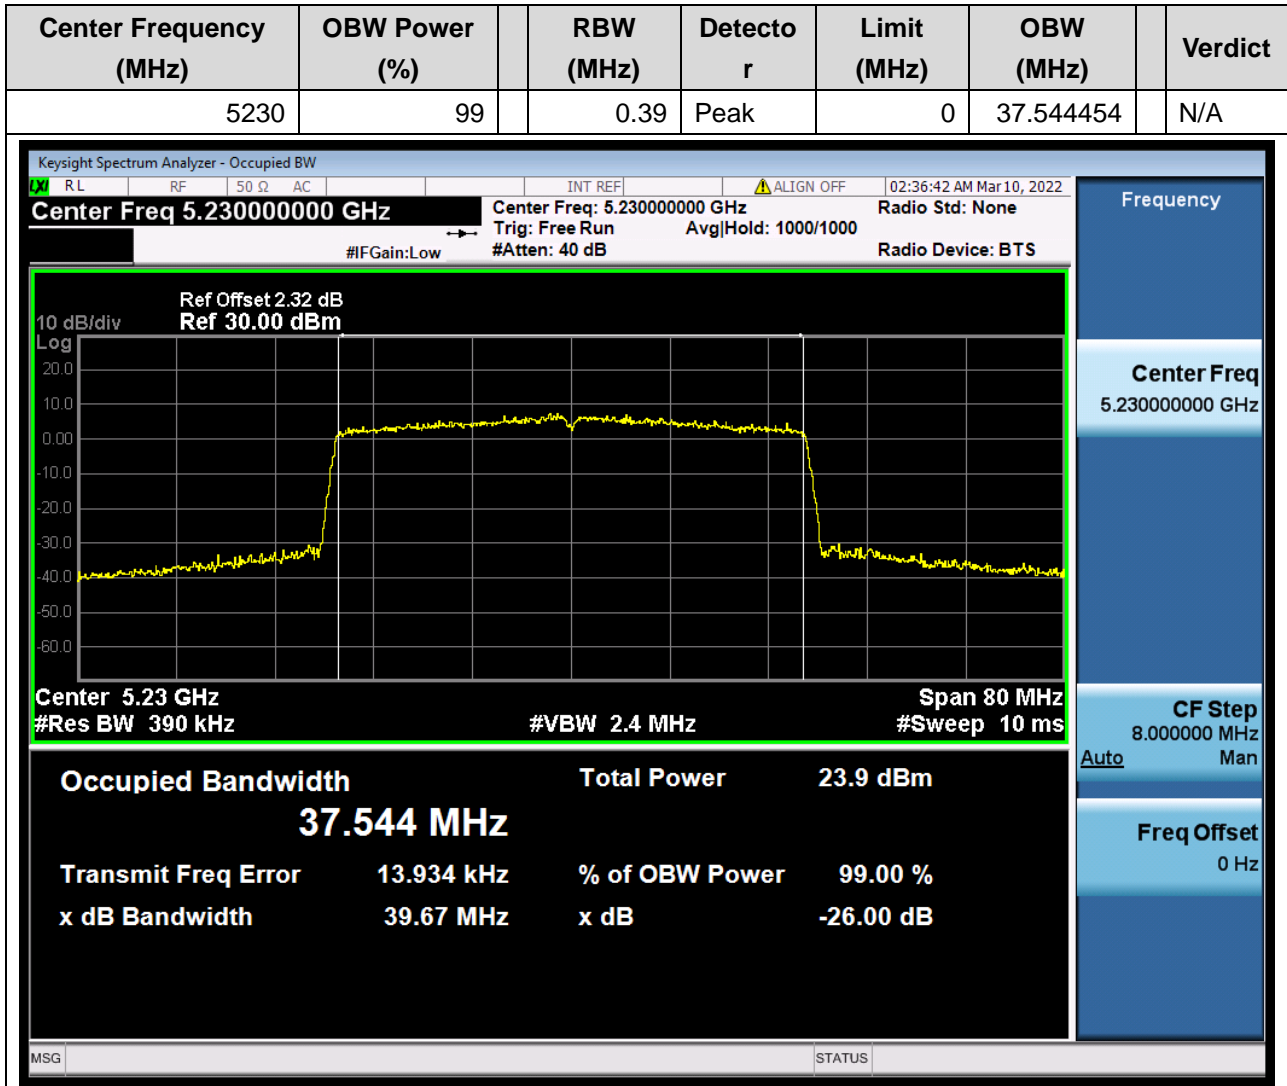 Center Frequency (MHz) OBW Power (%) RBW (MHz) Detector Limit (MHz) OBW (MHz) Verdict
5230 99 0.39 Peak 0 37.544454 N/A
Keysight Spectrum Analyzer - Occupied BW
LXI RL RF 50 Ω AC INT REF ALIGN OFF 02:36:42 AM Mar 10, 2022
Center Freq 5.230000000 GHz Center Freq: 5.230000000 GHz Radio Std: None
Trig: Free Run Avg|Hold: 1000/1000
#IFGain:Low #Atten: 40 dB Radio Device: BTS
Ref Offset 2.32 dB
10 dB/div Ref 30.00 dBm
Log
20.0
10.0
0.00
-10.0
-20.0
-30.0
-40.0
-50.0
-60.0
Center 5.23 GHz Span 80 MHz
#Res BW 390 kHz #VBW 2.4 MHz #Sweep 10 ms
Occupied Bandwidth Total Power 23.9 dBm
37.544 MHz
Transmit Freq Error 13.934 kHz % of OBW Power 99.00 %
x dB Bandwidth 39.67 MHz x dB -26.00 dB
Frequency
Center Freq
5.230000000 GHz
CF Step
8.000000 MHz
Auto Man
Freq Offset
0 Hz
MSG STATUS